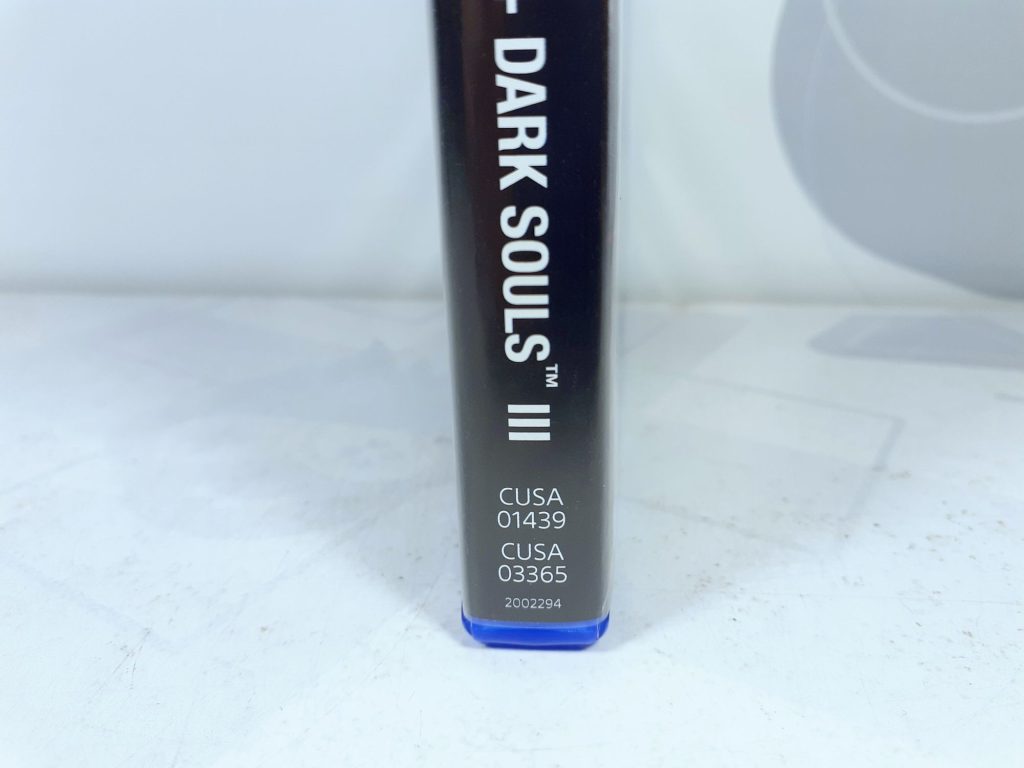 + DARK SOULS™ III
CUSA
01439
CUSA
03365
2002294